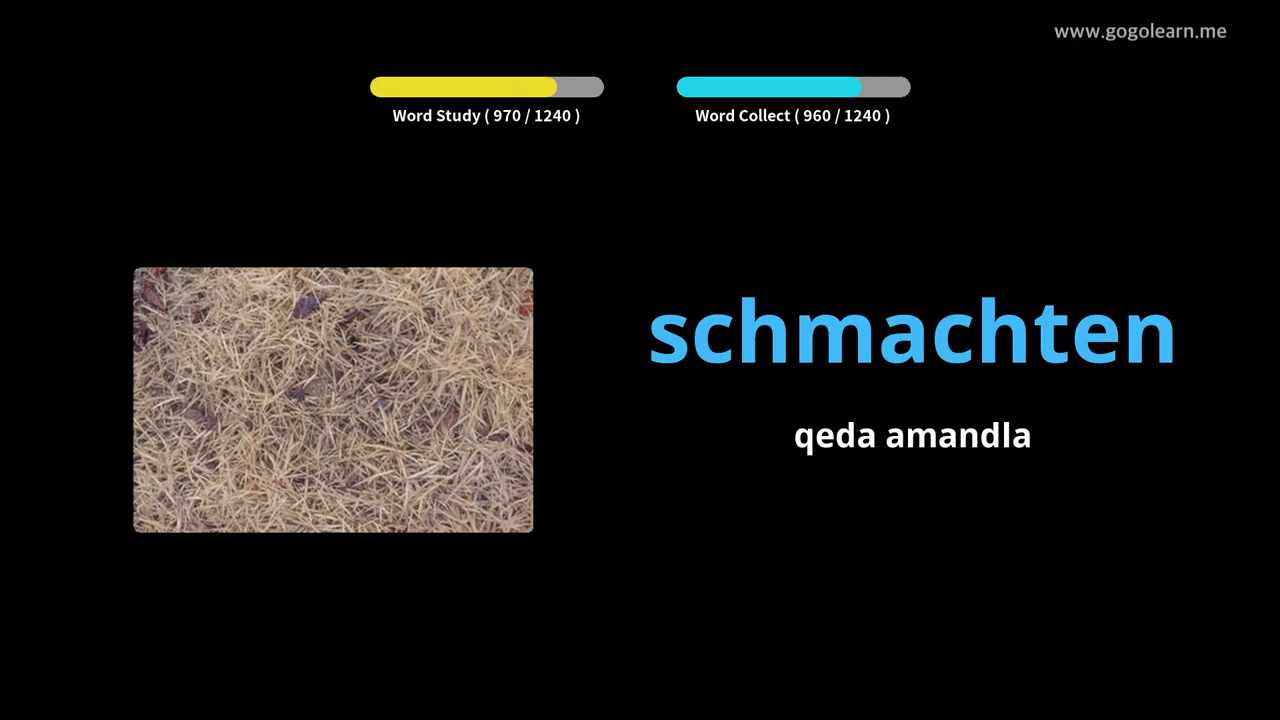 www.gogolearn.me
Word Study ( 970 / 1240 )
Word Collect ( 960 / 1240 )
schmachten
qeda amandla